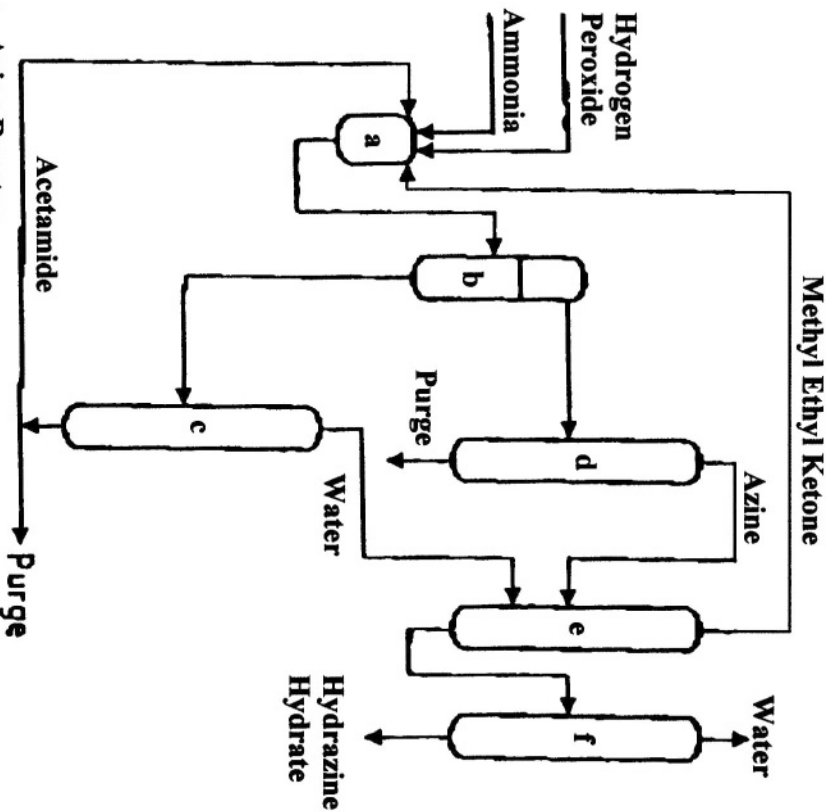 Hydrogen
Peroxide
Ammonia
Methyl Ethyl Ketone
a
b
c
d
e
f
Purge
Azine
Water
Acetamide
Purge
Water
Hydrazine
Hydrate